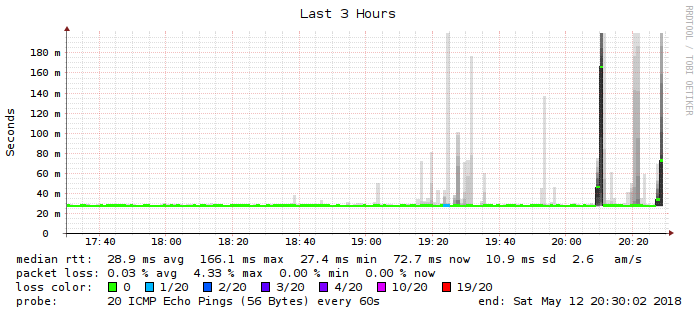 Last 3 Hours
RRDTOOL / TOBI OETIKER
Seconds
180 m
160 m
140 m
120 m
100 m
80 m
60 m
40 m
20 m
0
17:40 18:00 18:20 18:40 19:00 19:20 19:40 20:00 20:20
median rtt: 28.9 ms avg 166.1 ms max 27.4 ms min 72.7 ms now 10.9 ms sd 2.6 am/s
packet loss: 0.03 % avg 4.33 % max 0.00 % min 0.00 % now
loss color: 0 1/20 2/20 3/20 4/20 10/20 19/20
probe: 20 ICMP Echo Pings (56 Bytes) every 60s end: Sat May 12 20:30:02 2018